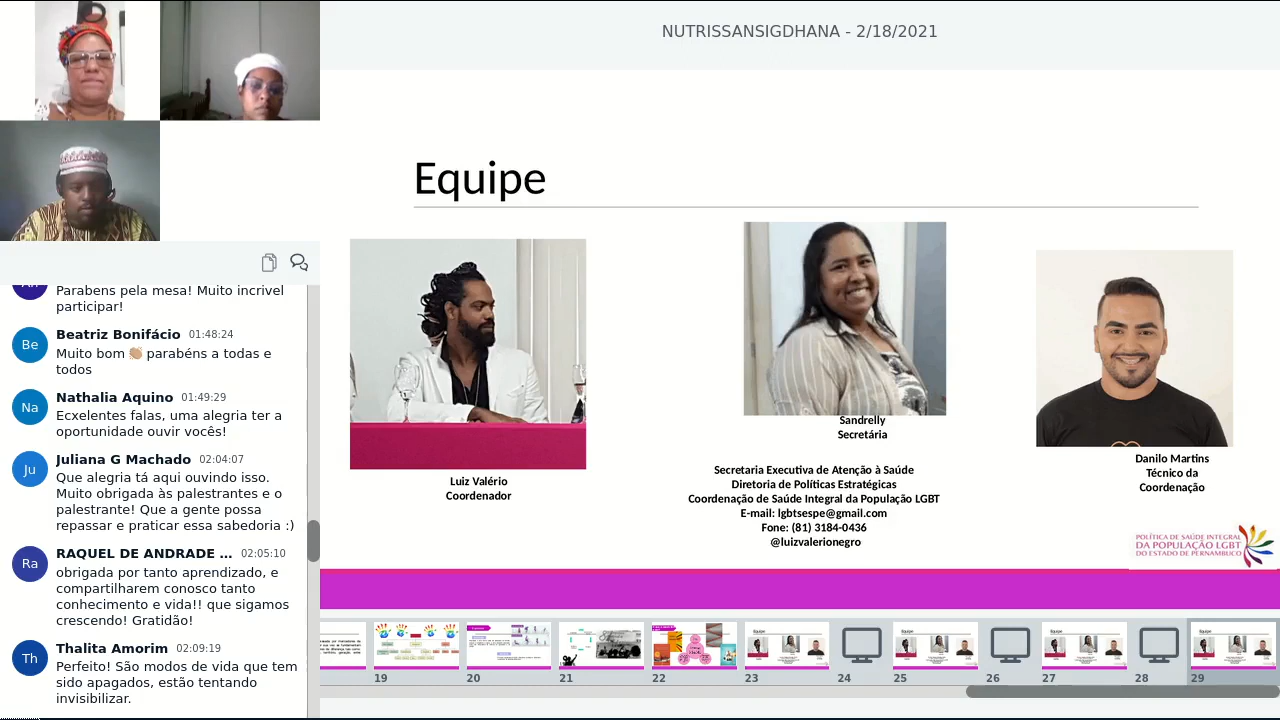 NUTRISSANSIGDHANA - 2/18/2021
Parabens pela mesa! Muito incrivel
participar!
Be
Beatriz Bonifácio 01:48:24
Muito bom 👏🏽 parabéns a todas e
todos
Na
Nathalia Aquino 01:49:29
Ecxelentes falas, uma alegria ter a
oportunidade ouvir vocês!
Ju
Juliana G Machado 02:04:07
Que alegria tá aqui ouvindo isso.
Muito obrigada às palestrantes e o
palestrante! Que a gente possa
repassar e praticar essa sabedoria :)
Ra
RAQUEL DE ANDRADE ... 02:05:10
obrigada por tanto aprendizado, e
compartilharem conosco tanto
conhecimento e vida!! que sigamos
crescendo! Gratidão!
Th
Thalita Amorim 02:09:19
Perfeito! São modos de vida que tem
sido apagados, estão tentando
invisibilizar.
Equipe
Luiz Valério
Coordenador
Sandrelly
Secretária
Danilo Martins
Técnico da
Coordenação
Secretaria Executiva de Atenção à Saúde
Diretoria de Políticas Estratégicas
Coordenação de Saúde Integral da População LGBT
E-mail: lgbtsespe@gmail.com
Fone: (81) 3184-0436
@luizvalerionegro
POLÍTICA DE SAÚDE INTEGRAL
DA POPULAÇÃO LGBT
DO ESTADO DE PERNAMBUCO
19 20 21 22 23 24 25 26 27 28 29